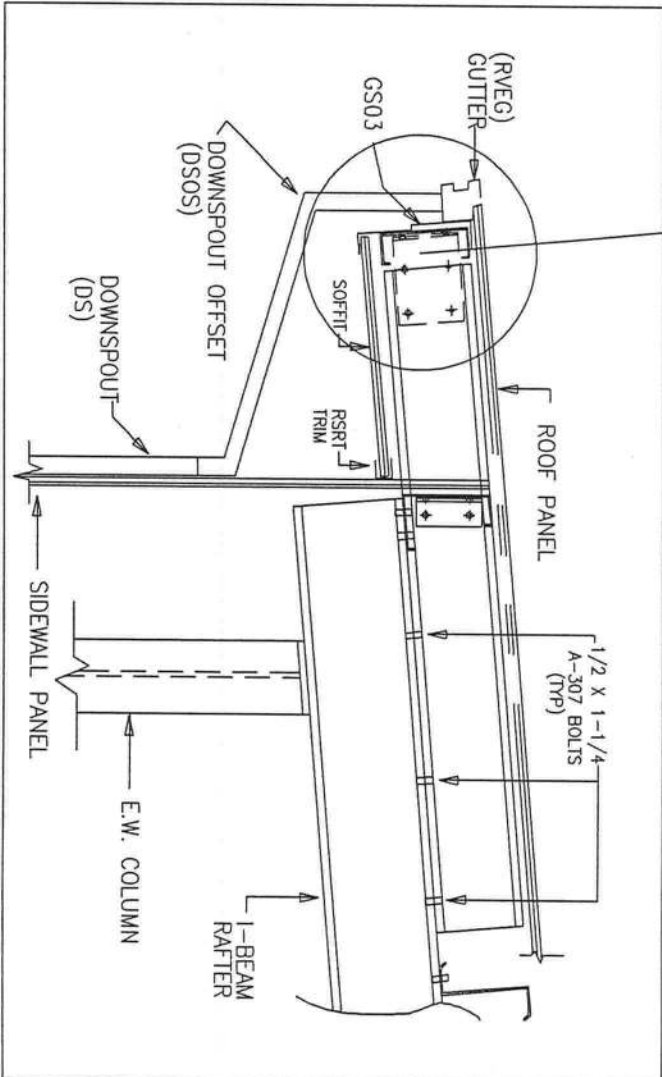 (RVEG)
GUTTER
GS03
DOWNSPOUT OFFSET
(DSOS)
DOWNSPOUT
(DS)
SOFFIT
RSRT
TRIM
ROOF PANEL
SIDEWALL PANEL
1/2 X 1-1/4
A-307 BOLTS
(TYP)
E.W. COLUMN
I-BEAM
RAFTER